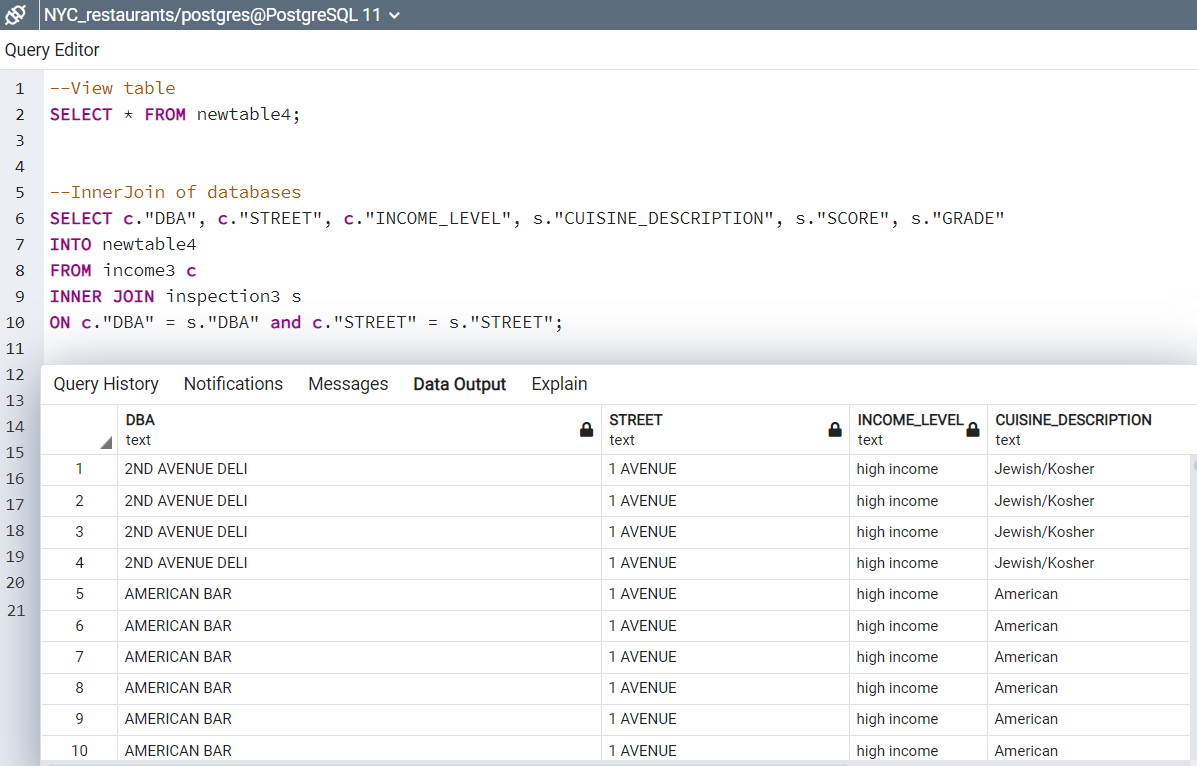 NYC_restaurants/postgres@PostgreSQL 11
Query Editor
1 --View table
2 SELECT * FROM newtable4;
3
4
5 --InnerJoin of databases
6 SELECT c."DBA", c."STREET", c."INCOME_LEVEL", s."CUISINE_DESCRIPTION", s."SCORE", s."GRADE"
7 INTO newtable4
8 FROM income3 c
9 INNER JOIN inspection3 s
10 ON c."DBA" = s."DBA" and c."STREET" = s."STREET";
11
12
13
14
15
16
17
18
19
20
21
Query History Notifications Messages Data Output Explain
DBA STREET INCOME_LEVEL CUISINE_DESCRIPTION
text text text text
1 2ND AVENUE DELI 1 AVENUE high income Jewish/Kosher
2 2ND AVENUE DELI 1 AVENUE high income Jewish/Kosher
3 2ND AVENUE DELI 1 AVENUE high income Jewish/Kosher
4 2ND AVENUE DELI 1 AVENUE high income Jewish/Kosher
5 AMERICAN BAR 1 AVENUE high income American
6 AMERICAN BAR 1 AVENUE high income American
7 AMERICAN BAR 1 AVENUE high income American
8 AMERICAN BAR 1 AVENUE high income American
9 AMERICAN BAR 1 AVENUE high income American
10 AMERICAN BAR 1 AVENUE high income American